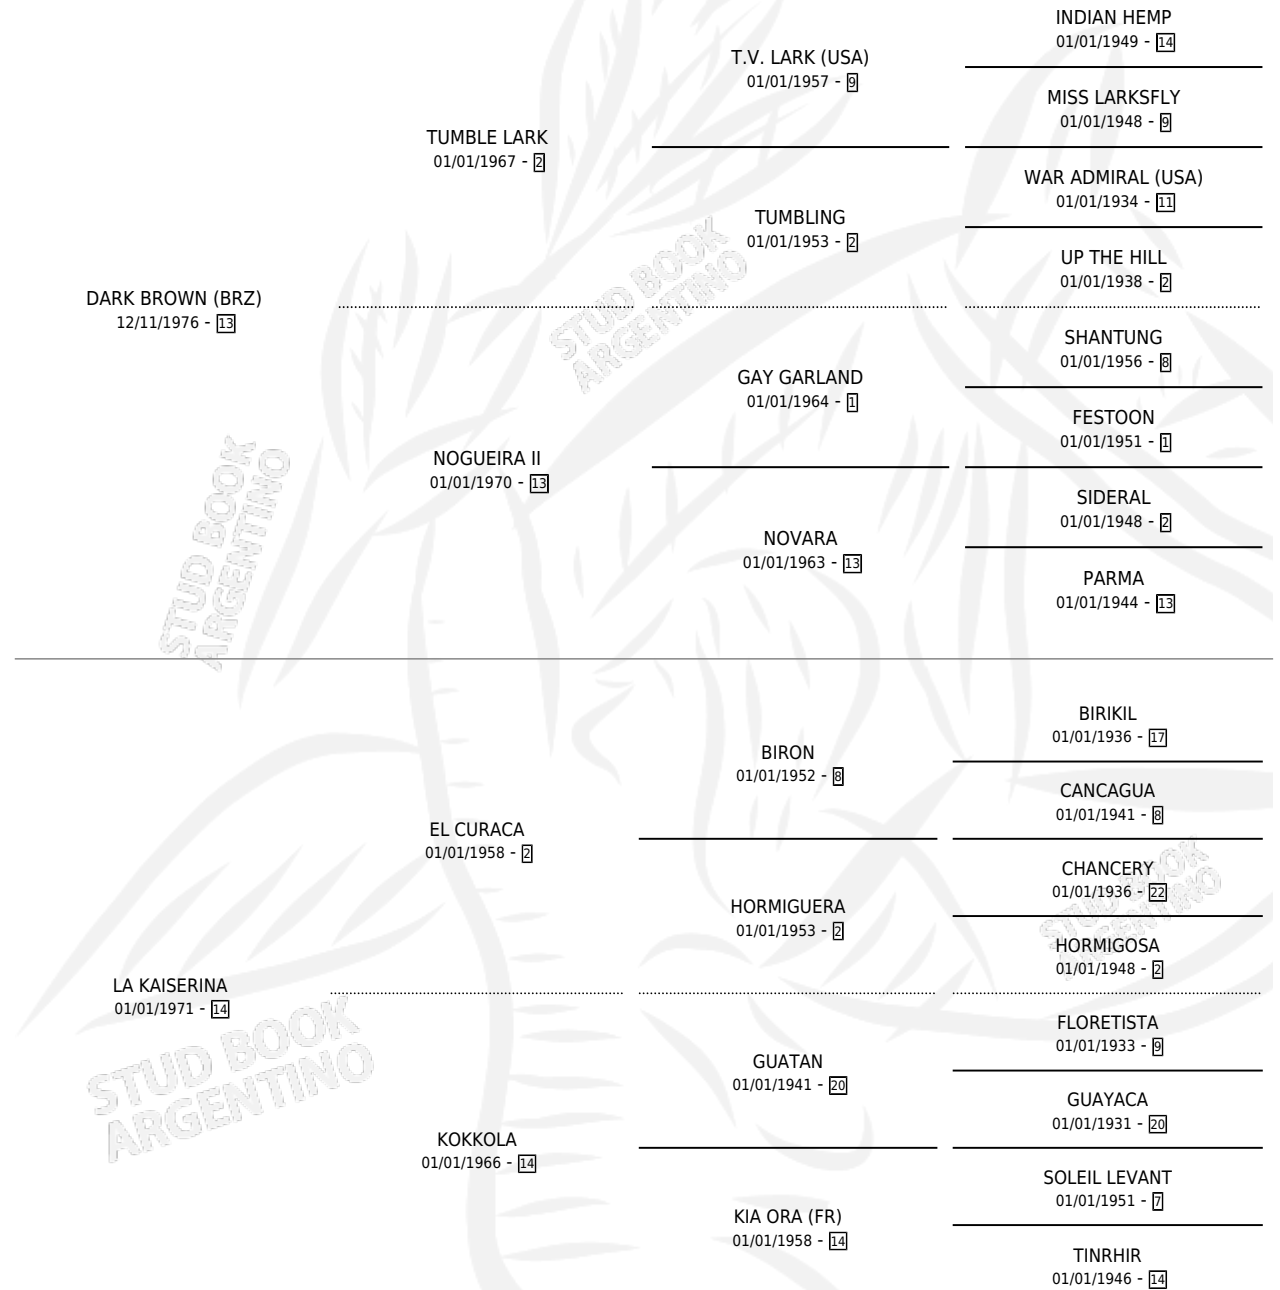 INDIAN HEMP
01/01/1949 - 14
T.V. LARK (USA)
01/01/1957 - 9
MISS LARKSFLY
01/01/1948 - 9
TUMBLE LARK
01/01/1967 - 2
WAR ADMIRAL (USA)
01/01/1934 - 11
TUMBLING
01/01/1953 - 2
UP THE HILL
01/01/1938 - 2
DARK BROWN (BRZ)
12/11/1976 - 13
SHANTUNG
01/01/1956 - 8
GAY GARLAND
01/01/1964 - 1
FESTOON
01/01/1951 - 1
NOGUEIRA II
01/01/1970 - 13
SIDERAL
01/01/1948 - 2
NOVARA
01/01/1963 - 13
PARMA
01/01/1944 - 13
BIRIKIL
01/01/1936 - 17
BIRON
01/01/1952 - 8
CANCAGUA
01/01/1941 - 8
EL CURACA
01/01/1958 - 2
CHANCERY
01/01/1936 - 22
HORMIGUERA
01/01/1953 - 2
HORMIGOSA
01/01/1948 - 2
LA KAISERINA
01/01/1971 - 14
FLORETISTA
01/01/1933 - 9
GUATAN
01/01/1941 - 20
GUAYACA
01/01/1931 - 20
KOKKOLA
01/01/1966 - 14
SOLEIL LEVANT
01/01/1951 - 7
KIA ORA (FR)
01/01/1958 - 14
TINRHIR
01/01/1946 - 14
STUD BOOK
ARGENTINO
STUD BOOK
ARGENTINO
STUD BOOK
ARGENTINO
STUD BOOK
ARGENTINO